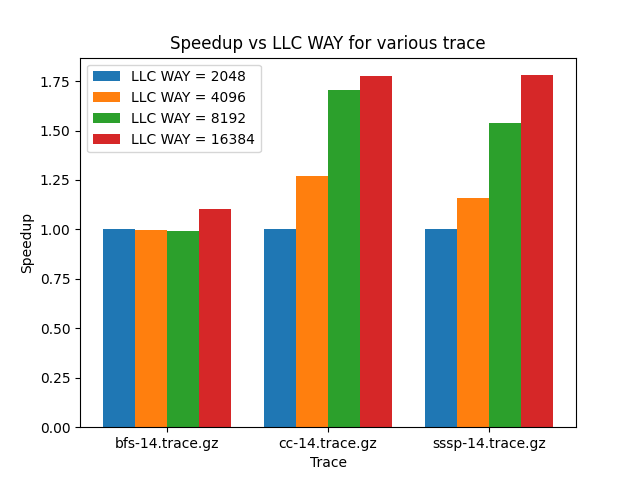 Speedup vs LLC WAY for various trace
LLC WAY = 2048
LLC WAY = 4096
LLC WAY = 8192
LLC WAY = 16384
1.75
1.50
1.25
1.00
0.75
0.50
0.25
0.00
Speedup
bfs-14.trace.gz
cc-14.trace.gz
sssp-14.trace.gz
Trace